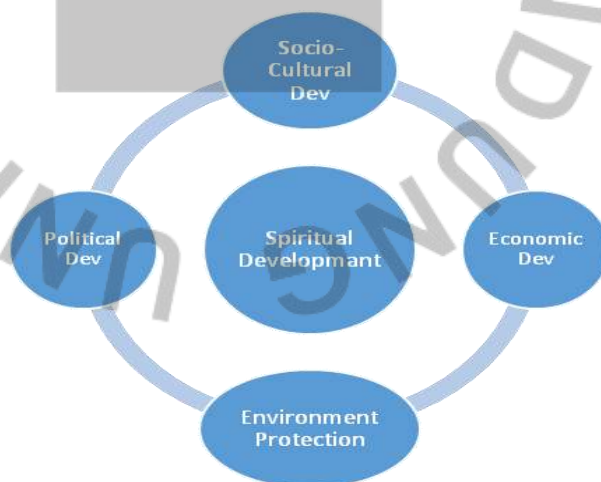 Socio-
Cultural
Dev
Political
Dev
Spiritual
Developmant
Economic
Dev
Environment
Protection